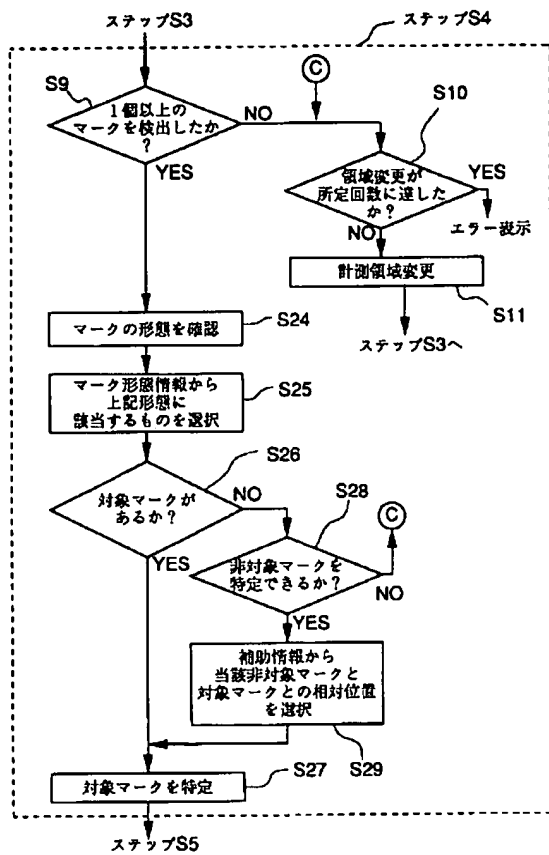 ステップS3
ステップS4
S9
1個以上の
マークを検出したか
?
NO
YES
C
S10
領域変更が
所定回数に達した
か?
YES
NO
エラー表示
計測領域変更
S11
ステップS3へ
マークの形態を確認
S24
マーク形態情報から
上記形態に
該当するものを選択
S25
S26
対象マークが
あるか?
NO
YES
S28
C
非対象マークを
特定できるか?
NO
YES
補助情報から
当該非対象マークと
対象マークとの相対位置
を選択
S29
対象マークを特定
S27
ステップS5